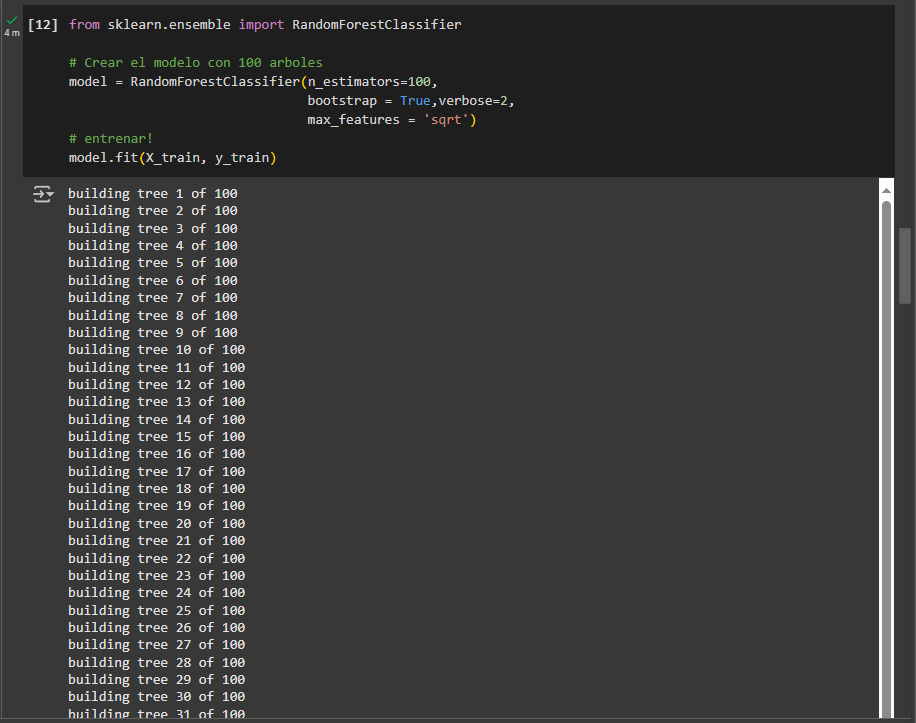 [12] from sklearn.ensemble import RandomForestClassifier
4 m
# Crear el modelo con 100 arboles
model = RandomForestClassifier(n_estimators=100,
bootstrap = True,verbose=2,
max_features = 'sqrt')
# entrenar!
model.fit(X_train, y_train)
building tree 1 of 100
building tree 2 of 100
building tree 3 of 100
building tree 4 of 100
building tree 5 of 100
building tree 6 of 100
building tree 7 of 100
building tree 8 of 100
building tree 9 of 100
building tree 10 of 100
building tree 11 of 100
building tree 12 of 100
building tree 13 of 100
building tree 14 of 100
building tree 15 of 100
building tree 16 of 100
building tree 17 of 100
building tree 18 of 100
building tree 19 of 100
building tree 20 of 100
building tree 21 of 100
building tree 22 of 100
building tree 23 of 100
building tree 24 of 100
building tree 25 of 100
building tree 26 of 100
building tree 27 of 100
building tree 28 of 100
building tree 29 of 100
building tree 30 of 100
building tree 31 of 100